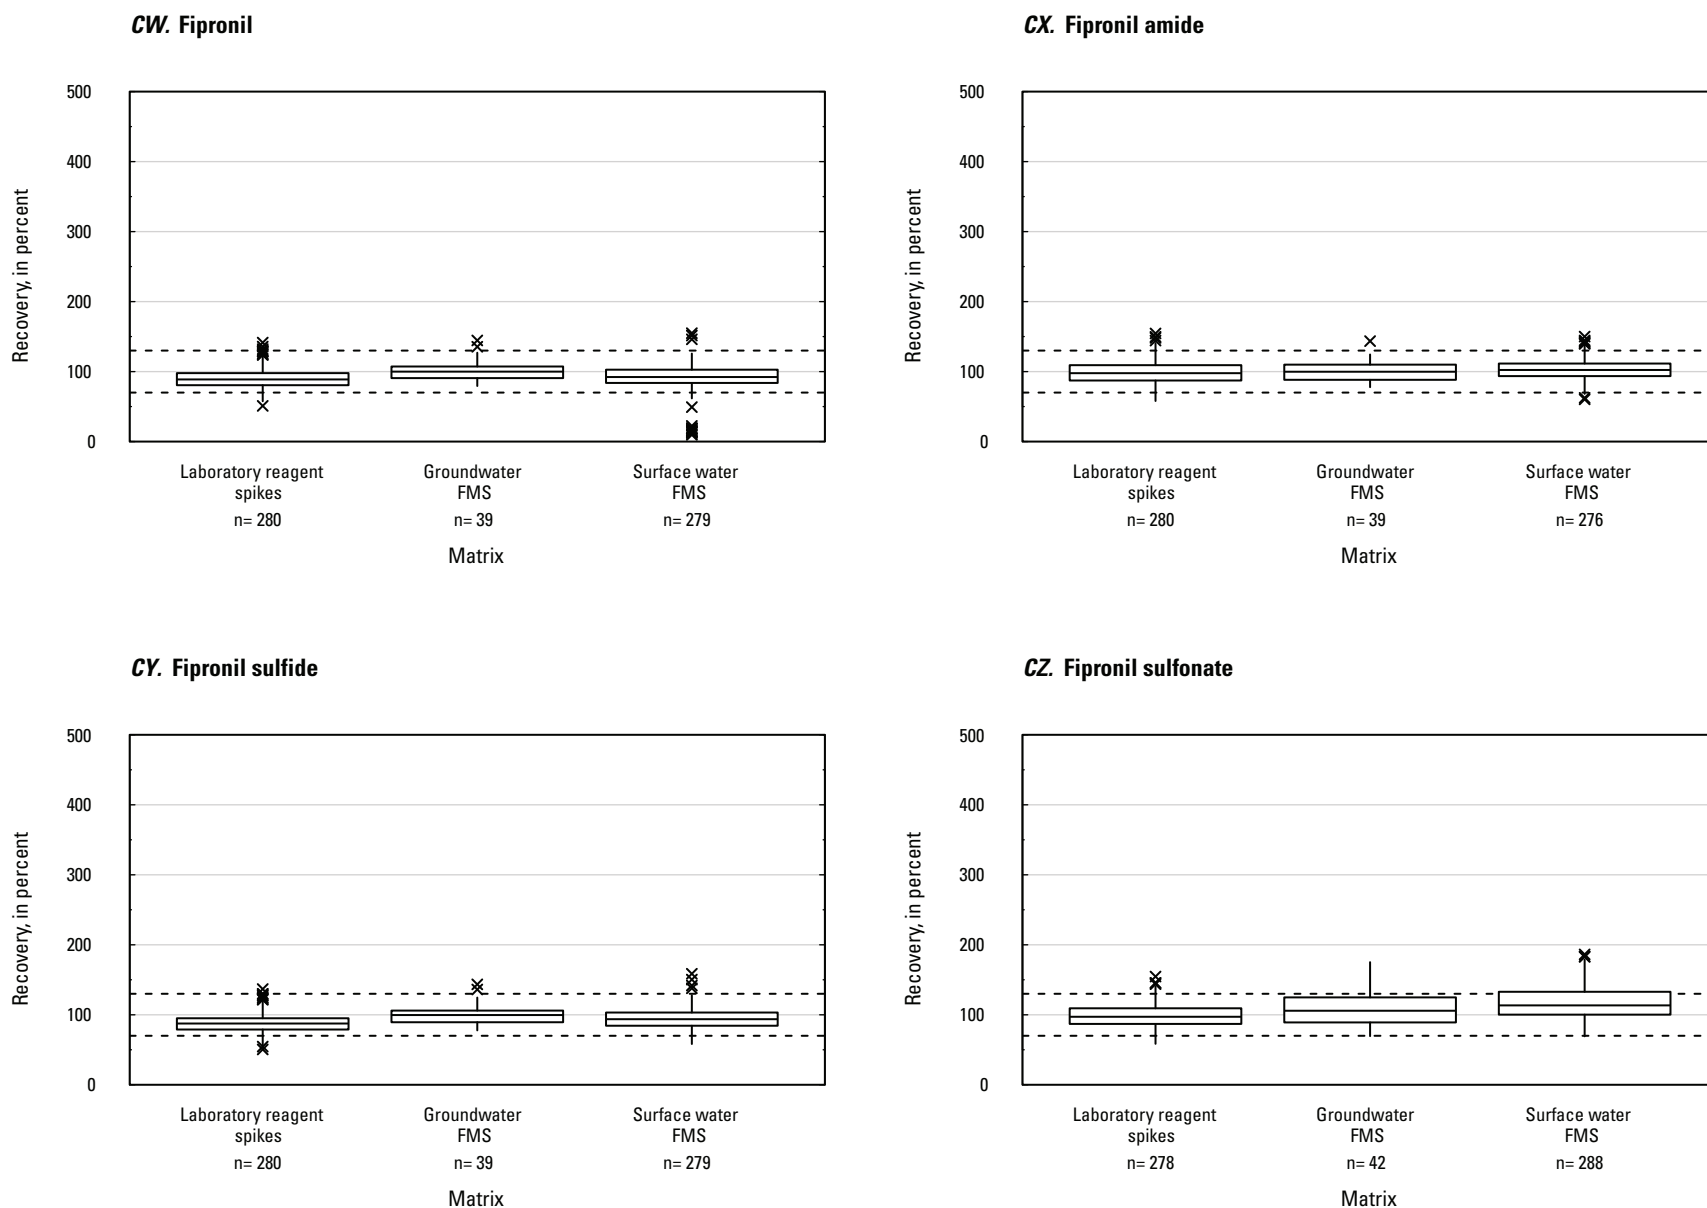 CW. Fipronil
500
400
300
200
100
0
Recovery, in percent
Laboratory reagent spikes
n= 280
Groundwater FMS
n= 39
Surface water FMS
n= 279
Matrix
CX. Fipronil amide
500
400
300
200
100
0
Recovery, in percent
Laboratory reagent spikes
n= 280
Groundwater FMS
n= 39
Surface water FMS
n= 276
Matrix
CY. Fipronil sulfide
500
400
300
200
100
0
Recovery, in percent
Laboratory reagent spikes
n= 280
Groundwater FMS
n= 39
Surface water FMS
n= 279
Matrix
CZ. Fipronil sulfonate
500
400
300
200
100
0
Recovery, in percent
Laboratory reagent spikes
n= 278
Groundwater FMS
n= 42
Surface water FMS
n= 288
Matrix